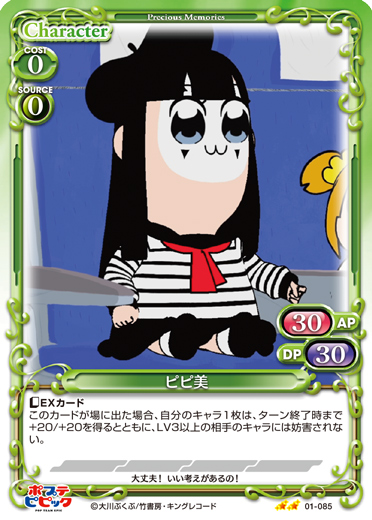 Precious Memories
Character
COST
0
SOURCE
0
30 AP
DP 30
ピピ美
EXカード
このカードが場に出た場合、自分のキャラ1枚は、ターン終了時まで
+20/+20を得るとともに、LV3以上の相手のキャラには妨害されな
い。
大丈夫! いい考えがあるの!
ポプテピピック
POP TEAM EPIC
©大川ぶくぶ/竹書房・キングレコード
01-085